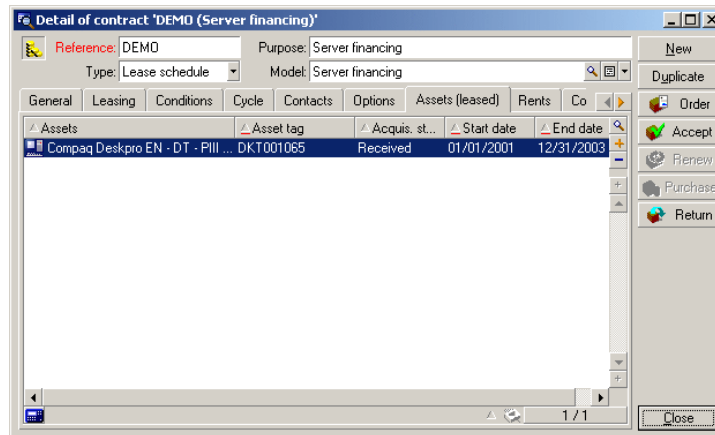 Detail of contract 'DEMO (Server financing)'
Reference: DEMO Purpose: Server financing New
Type: Lease schedule Model: Server financing Duplicate
General Leasing Conditions Cycle Contacts Options Assets (leased) Rents Co Order
Assets Asset tag Acquis. st... Start date End date Accept
Compaq Deskpro EN - DT - PIII ... DKT001065 Received 01/01/2001 12/31/2003 Renew
Purchase
Return
1 / 1 Close